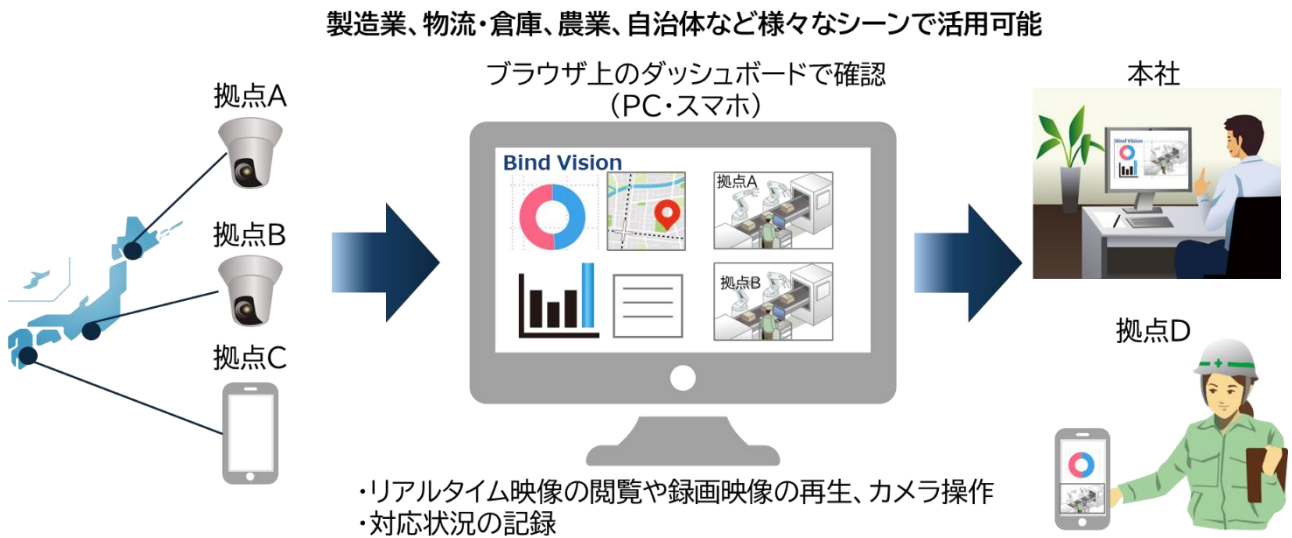 製造業、物流・倉庫、農業、自治体など様々なシーンで活用可能
拠点A
拠点B
拠点C
ブラウザ上のダッシュボードで確認
（PC・スマホ）
Bind Vision
拠点A
拠点B
・リアルタイム映像の閲覧や録画映像の再生、カメラ操作
・対応状況の記録
本社
Bind Vision
拠点D